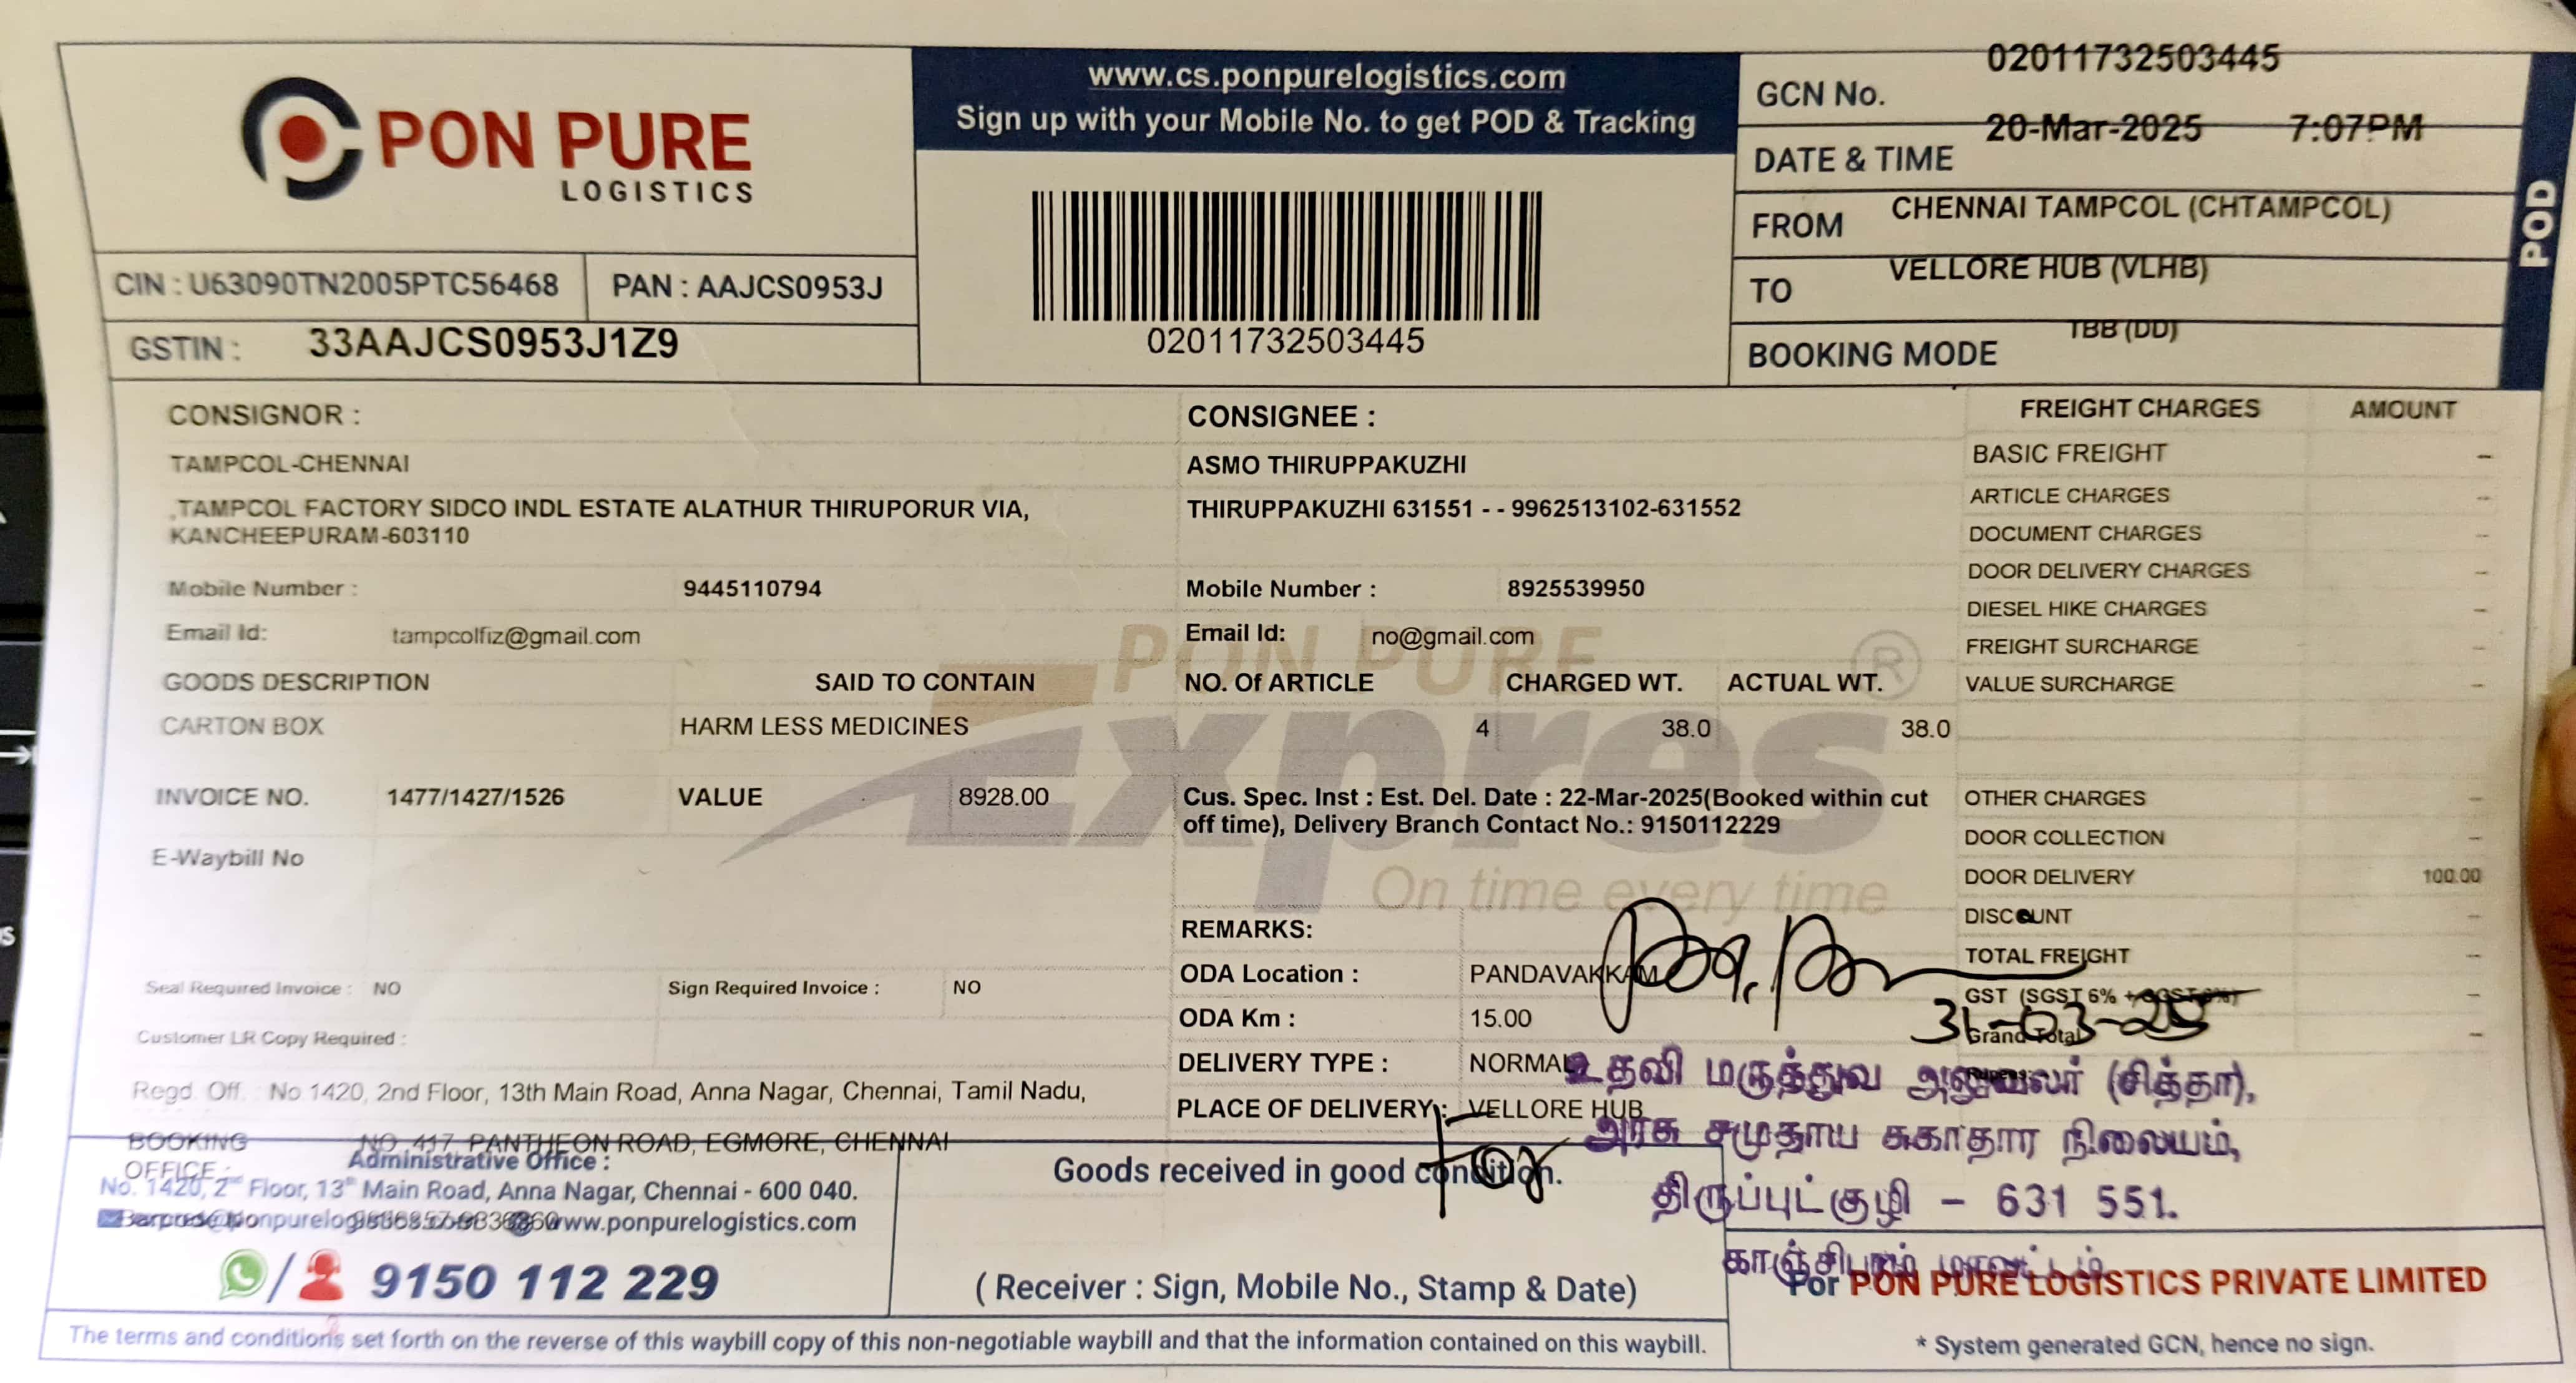 PON PURE
LOGISTICS
www.cs.ponpurelogistics.com
Sign up with your Mobile No. to get POD & Tracking
02011732503445
GCN No. 02011732503445
DATE & TIME 20-Mar-2025 7:07PM
FROM CHENNAI TAMPCOL (CHTAMPCOL)
TO VELLORE HUB (VLHB)
BOOKING MODE TBB (DD)
POD
CIN : U63090TN2005PTC56468 PAN : AAJCS0953J
GSTIN : 33AAJCS0953J1Z9
CONSIGNOR :
TAMPCOL-CHENNAI
,TAMPCOL FACTORY SIDCO INDL ESTATE ALATHUR THIRUPORUR VIA,
KANCHEEPURAM-603110
Mobile Number : 9445110794
Email Id: tampcolfiz@gmail.com
CONSIGNEE :
ASMO THIRUPPAKUZHI
THIRUPPAKUZHI 631551 - - 9962513102-631552
Mobile Number : 8925539950
Email Id: no@gmail.com
GOODS DESCRIPTION SAID TO CONTAIN NO. Of ARTICLE CHARGED WT. ACTUAL WT.
CARTON BOX HARM LESS MEDICINES 4 38.0 38.0
PON PURE
Expres ®
On time every time
INVOICE NO. 1477/1427/1526 VALUE 8928.00
E-Waybill No
Cus. Spec. Inst : Est. Del. Date : 22-Mar-2025(Booked within cut
off time), Delivery Branch Contact No.: 9150112229
Seal Required Invoice : NO Sign Required Invoice : NO
Customer LR Copy Required :
REMARKS:
ODA Location : PANDAVAKKAM
ODA Km : 15.00
DELIVERY TYPE : NORMAL
PLACE OF DELIVERY : VELLORE HUB
FREIGHT CHARGES AMOUNT
BASIC FREIGHT --
ARTICLE CHARGES --
DOCUMENT CHARGES --
DOOR DELIVERY CHARGES --
DIESEL HIKE CHARGES --
FREIGHT SURCHARGE --
VALUE SURCHARGE --
OTHER CHARGES --
DOOR COLLECTION --
DOOR DELIVERY 100.00
DISCOUNT --
TOTAL FREIGHT --
GST (SGST 6% + --
Grand Total --
31-03-25
Regd. Off. : No 1420, 2nd Floor, 13th Main Road, Anna Nagar, Chennai, Tamil Nadu,
BOOKING OFFICE : NO 417, PANTHEON ROAD, EGMORE, CHENNAI
Administrative Office :
No. 1420, 2nd Floor, 13th Main Road, Anna Nagar, Chennai - 600 040.
www.ponpurelogistics.com
9150 112 229
For
Goods received in good condition.
( Receiver : Sign, Mobile No., Stamp & Date)
உதவி மருத்துவ அலுவலர் (சித்தா),
அரசு சமுதாய சுகாதார நிலையம்,
திருப்புட்குழி – 631 551.
காஞ்சிபுரம் மாவட்டம்
For PON PURE LOGISTICS PRIVATE LIMITED
* System generated GCN, hence no sign.
The terms and conditions set forth on the reverse of this waybill copy of this non-negotiable waybill and that the information contained on this waybill.